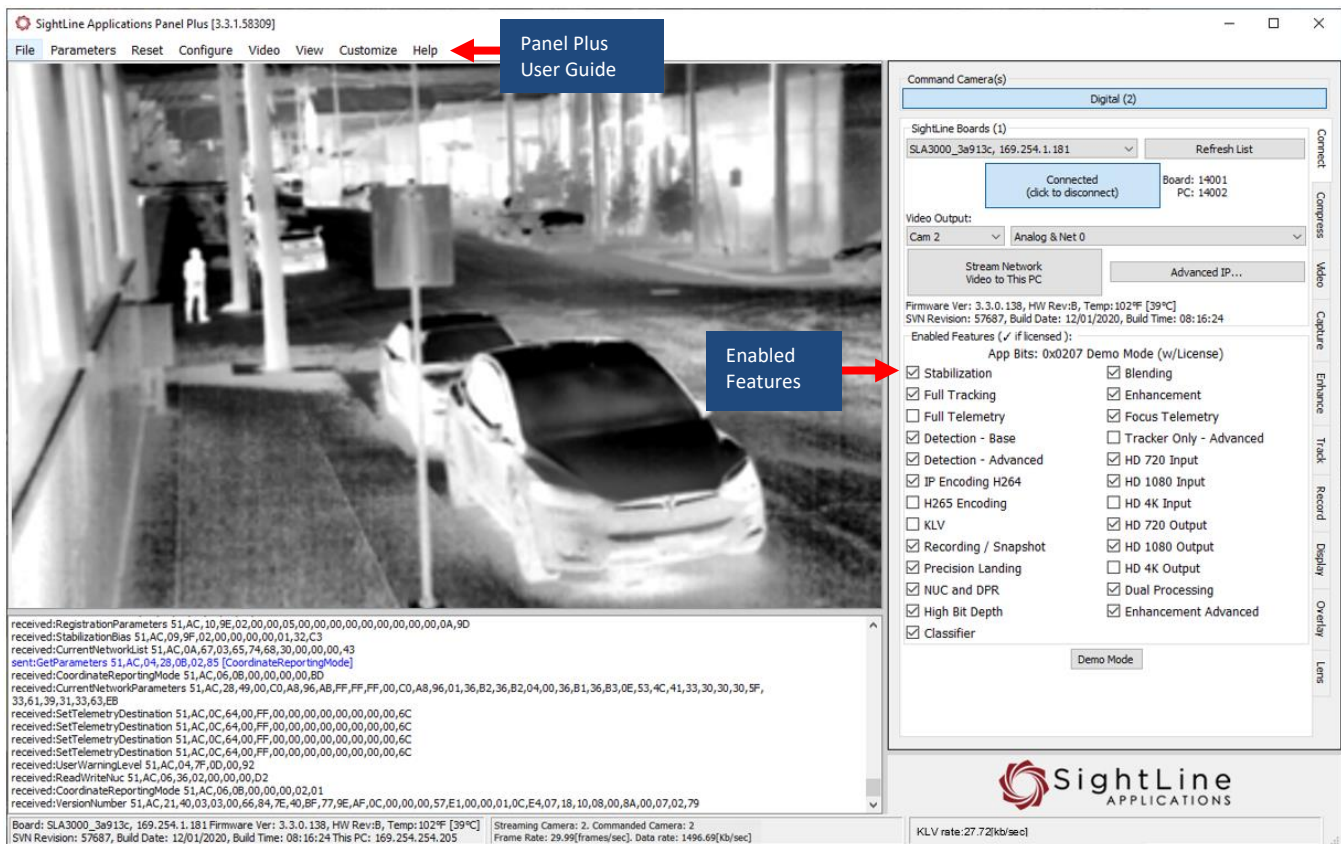 SightLine Applications Panel Plus [3.3.1.58309]
File Parameters Reset Configure Video View Customize Help
Panel Plus
User Guide
Command Camera(s)
Digital (2)
SightLine Boards (1)
SLA3000_3a913c, 169.254.1.181
Refresh List
Connected
(click to disconnect)
Board: 14001
PC: 14002
Video Output:
Cam 2
Analog & Net 0
Stream Network
Video to This PC
Advanced IP...
Firmware Ver: 3.3.0.138, HW Rev:B, Temp:102°F [39°C]
SVN Revision: 57687, Build Date: 12/01/2020, Build Time: 08:16:24
Enabled Features (✓ if licensed ):
App Bits: 0x0207 Demo Mode (w/License)
Enabled
Features
Stabilization
Full Tracking
Full Telemetry
Detection - Base
Detection - Advanced
IP Encoding H264
H265 Encoding
KLV
Recording / Snapshot
Precision Landing
NUC and DPR
High Bit Depth
Classifier
Blending
Enhancement
Focus Telemetry
Tracker Only - Advanced
HD 720 Input
HD 1080 Input
HD 4K Input
HD 720 Output
HD 1080 Output
HD 4K Output
Dual Processing
Enhancement Advanced
Demo Mode
Connect
Compress
Video
Capture
Enhance
Track
Record
Display
Overlay
Lens
received:RegistrationParameters 51,AC,10,9E,02,00,00,05,00,00,00,00,00,00,00,00,00,0A,9D
received:StabilizationBias 51,AC,09,9F,02,00,00,00,00,01,32,C3
received:CurrentNetworkList 51,AC,0A,67,03,65,74,68,30,00,00,00,43
sent:GetParameters 51,AC,04,28,0B,02,85 [CoordinateReportingMode]
received:CoordinateReportingMode 51,AC,06,0B,00,00,00,00,BD
received:CurrentNetworkParameters 51,AC,28,49,00,C0,A8,96,AB,FF,FF,FF,00,C0,A8,96,01,36,B2,36,B2,04,00,36,B1,36,B3,0E,53,4C,41,33,30,30,30,5F,
33,61,39,31,33,63,EB
received:SetTelemetryDestination 51,AC,0C,64,00,FF,00,00,00,00,00,00,00,00,6C
received:SetTelemetryDestination 51,AC,0C,64,00,FF,00,00,00,00,00,00,00,00,6C
received:SetTelemetryDestination 51,AC,0C,64,00,FF,00,00,00,00,00,00,00,00,6C
received:SetTelemetryDestination 51,AC,0C,64,00,FF,00,00,00,00,00,00,00,00,6C
received:UserWarningLevel 51,AC,04,7F,0D,00,92
received:ReadWriteNuc 51,AC,06,36,02,00,00,00,D2
received:CoordinateReportingMode 51,AC,06,0B,00,00,00,02,01
received:VersionNumber 51,AC,21,40,03,03,00,66,84,7E,40,BF,77,9E,AF,0C,00,00,00,57,E1,00,00,01,0C,E4,07,18,10,08,00,8A,00,07,02,79
SightLine
APPLICATIONS
Board: SLA3000_3a913c, 169.254.1.181 Firmware Ver: 3.3.0.138, HW Rev:B, Temp:102°F [39°C]
SVN Revision: 57687, Build Date: 12/01/2020, Build Time: 08:16:24 This PC: 169.254.254.205
Streaming Camera: 2. Commanded Camera: 2
Frame Rate: 29.99[frames/sec]. Data rate: 1496.69[Kb/sec]
KLV rate:27.72[kb/sec]